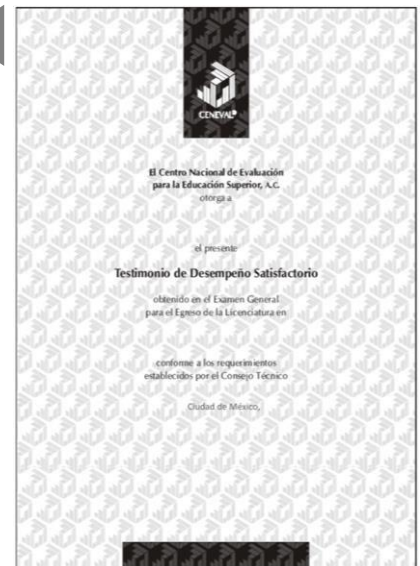 CENEVAL®
El Centro Nacional de Evaluación
para la Educación Superior, A.C.
otorga a
el presente
Testimonio de Desempeño Satisfactorio
obtenido en el Examen General
para el Egreso de la Licenciatura en
conforme a los requerimientos
establecidos por el Consejo Técnico
Ciudad de México,